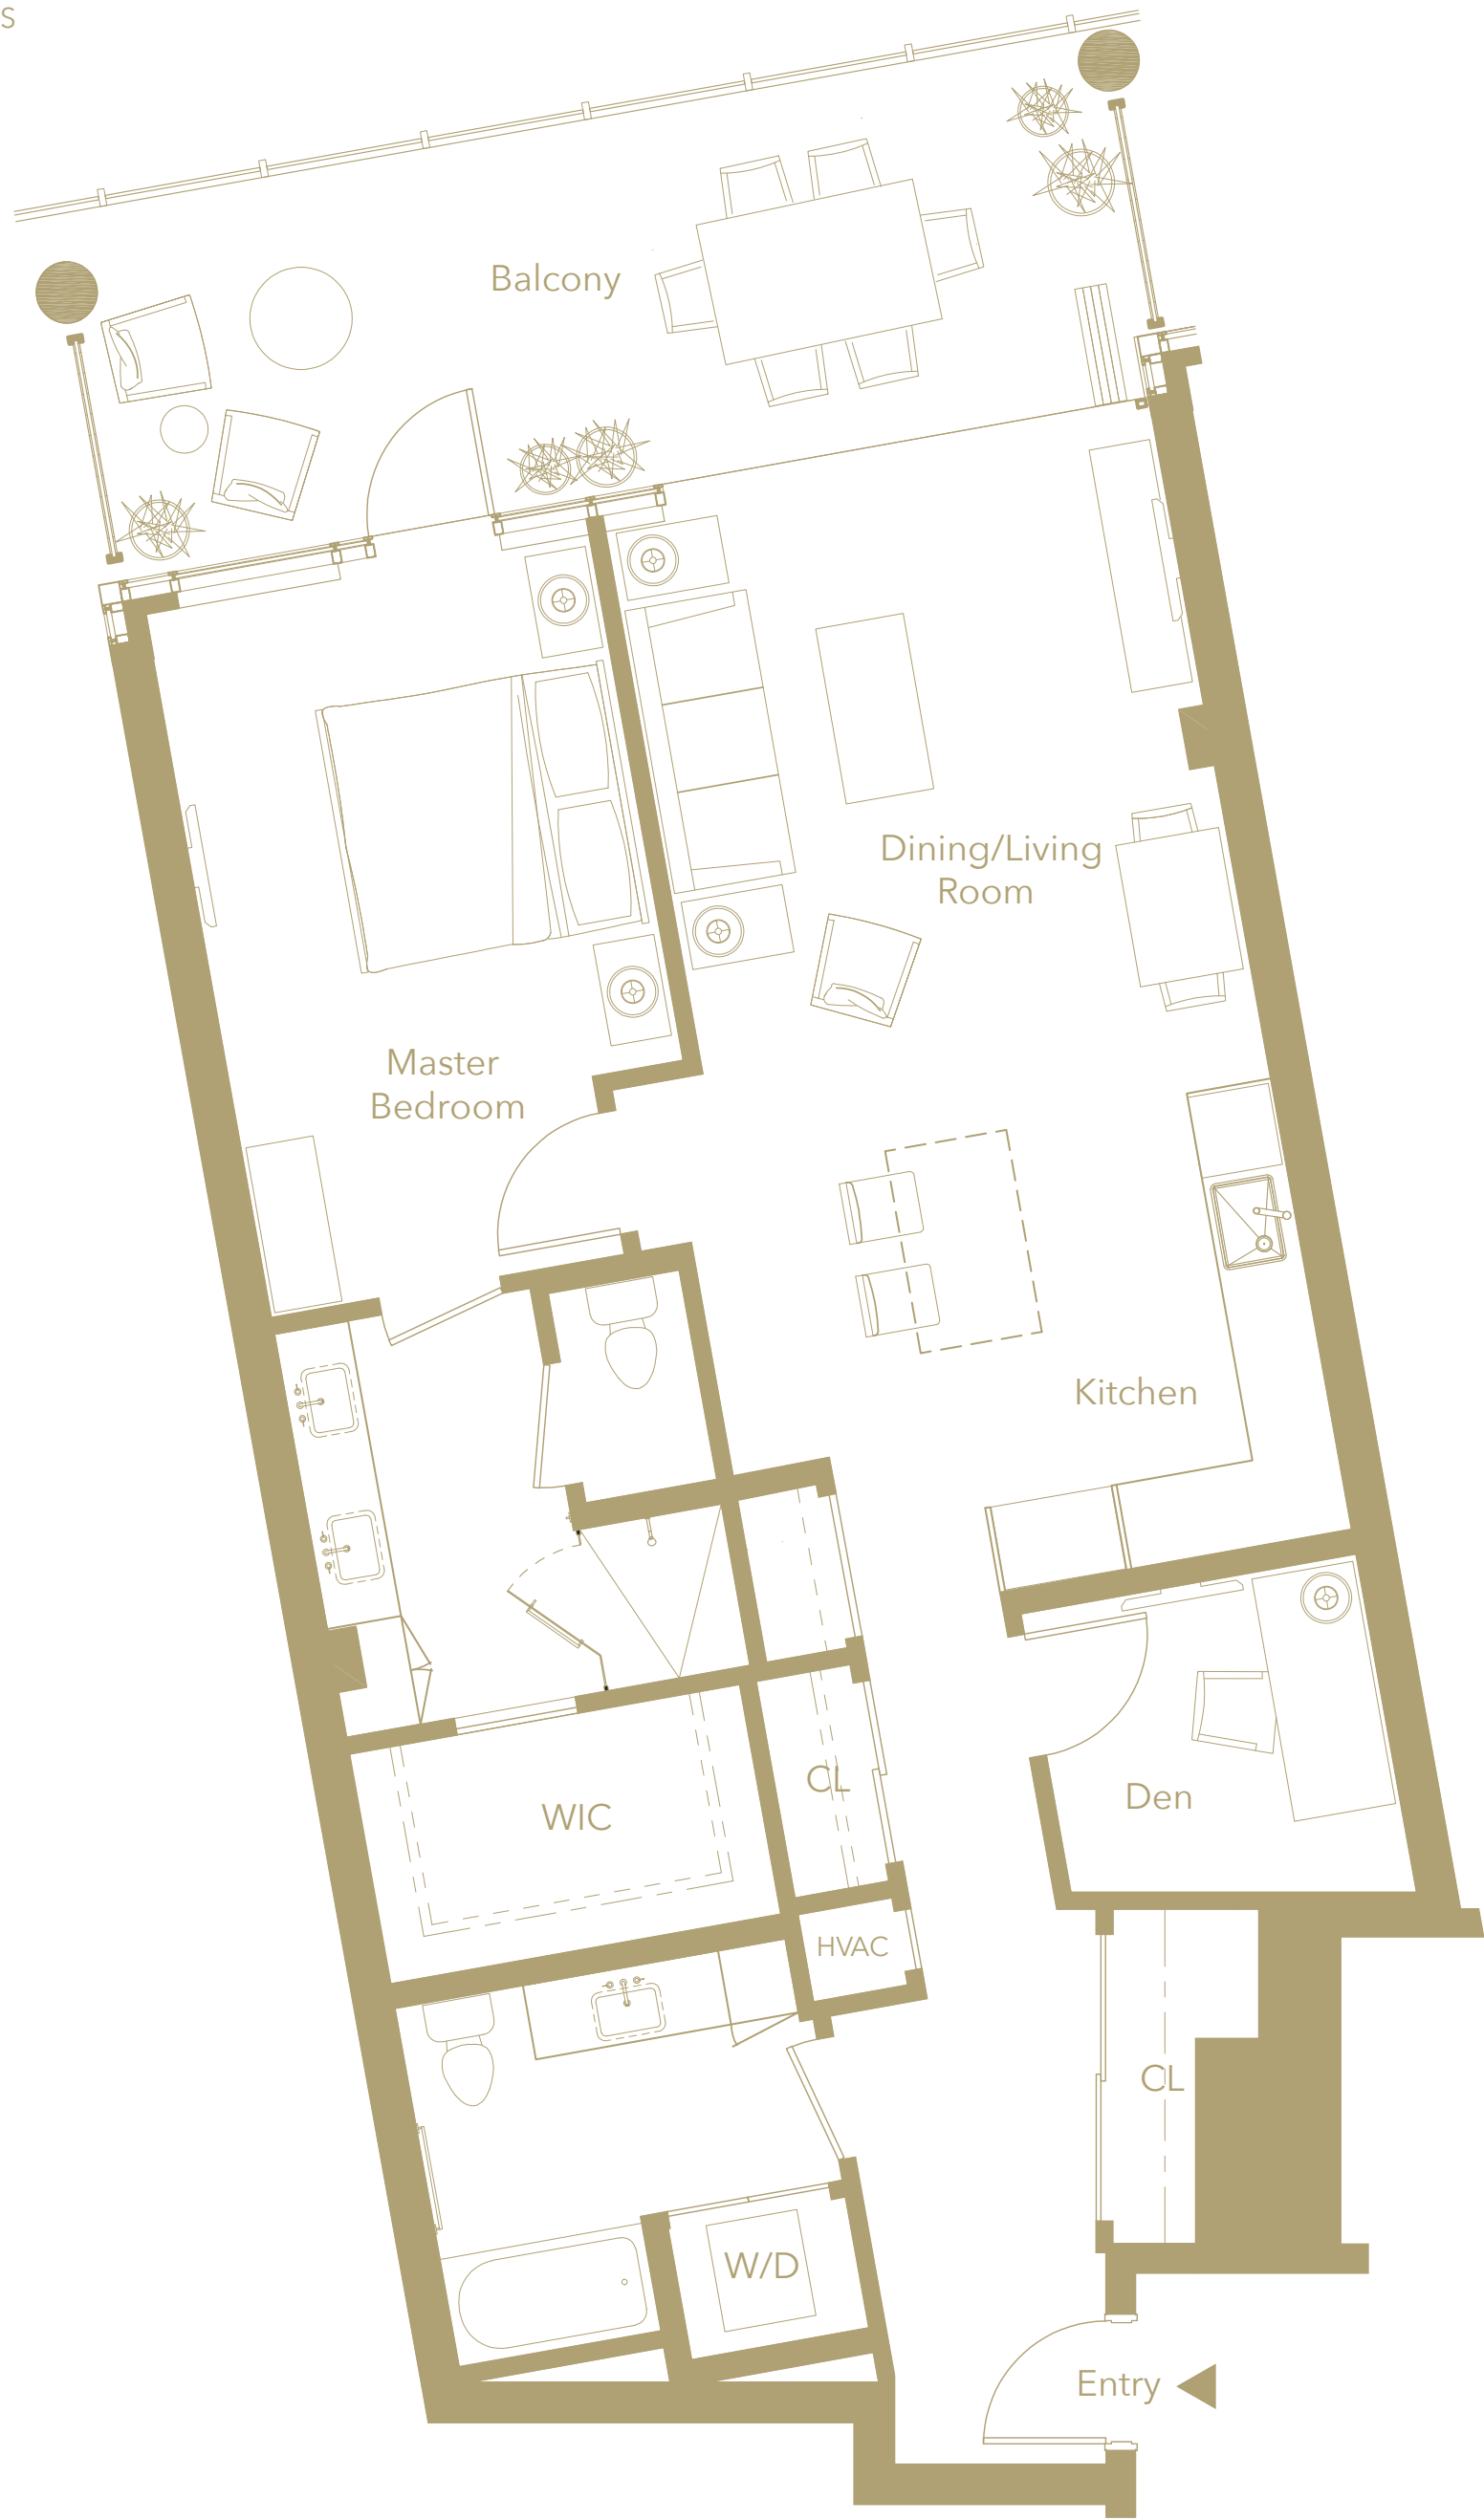 S
Balcony
Dining/Living
Room
Master
Bedroom
Kitchen
CL
Den
WIC
HVAC
CL
W/D
Entry